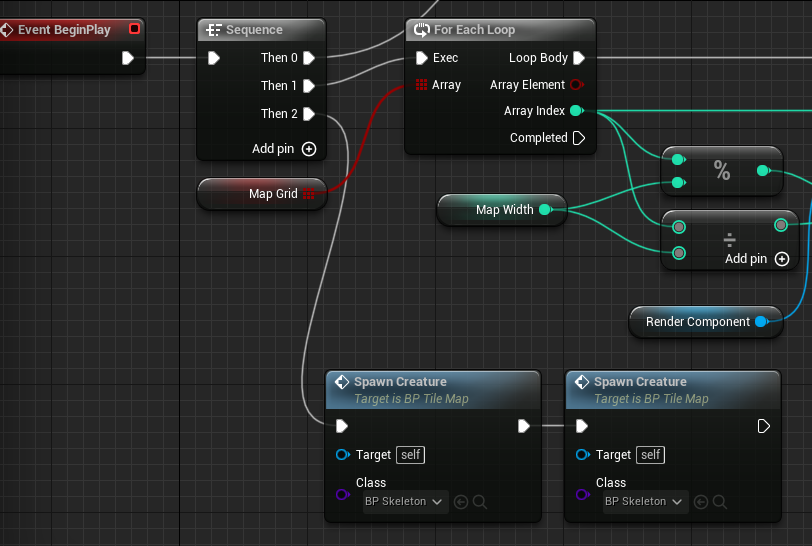 Event BeginPlay
Sequence
Then 0
Then 1
Then 2
Add pin
For Each Loop
Exec
Loop Body
Array
Array Element
Array Index
Completed
Map Grid
Map Width
%
÷
Add pin
Render Component
Spawn Creature
Target is BP Tile Map
Target self
Class
BP Skeleton
Spawn Creature
Target is BP Tile Map
Target self
Class
BP Skeleton